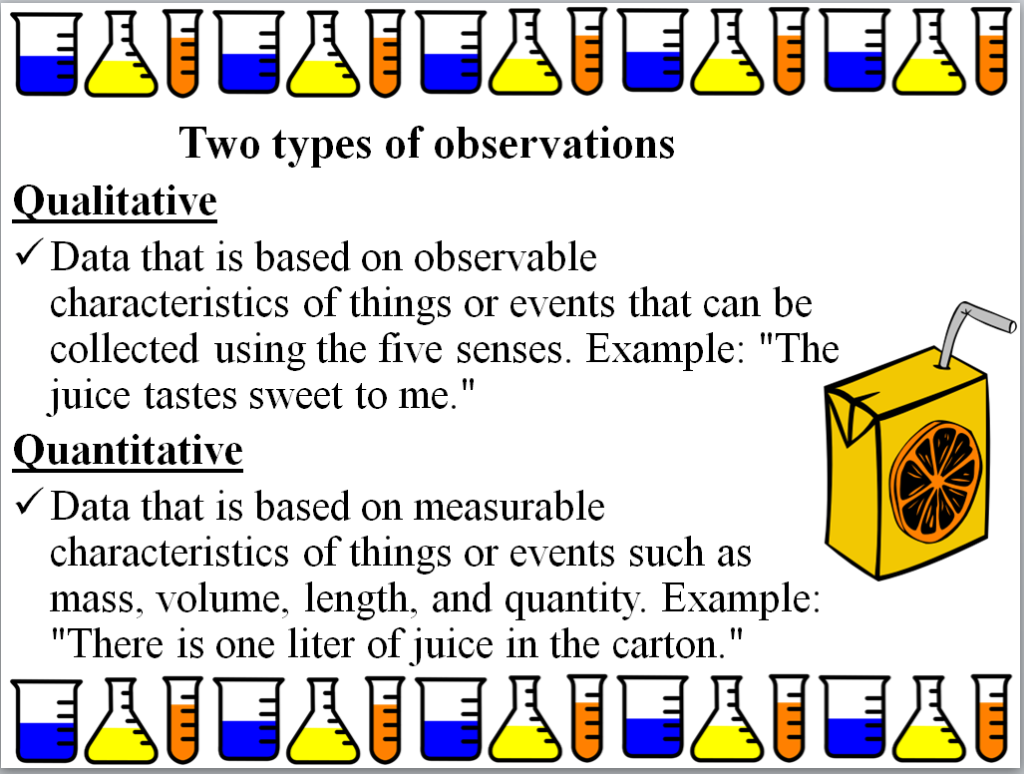 Two types of observations
Qualitative
✓ Data that is based on observable
characteristics of things or events that can be
collected using the five senses. Example: "The
juice tastes sweet to me."
Quantitative
✓ Data that is based on measurable
characteristics of things or events such as
mass, volume, length, and quantity. Example:
"There is one liter of juice in the carton."